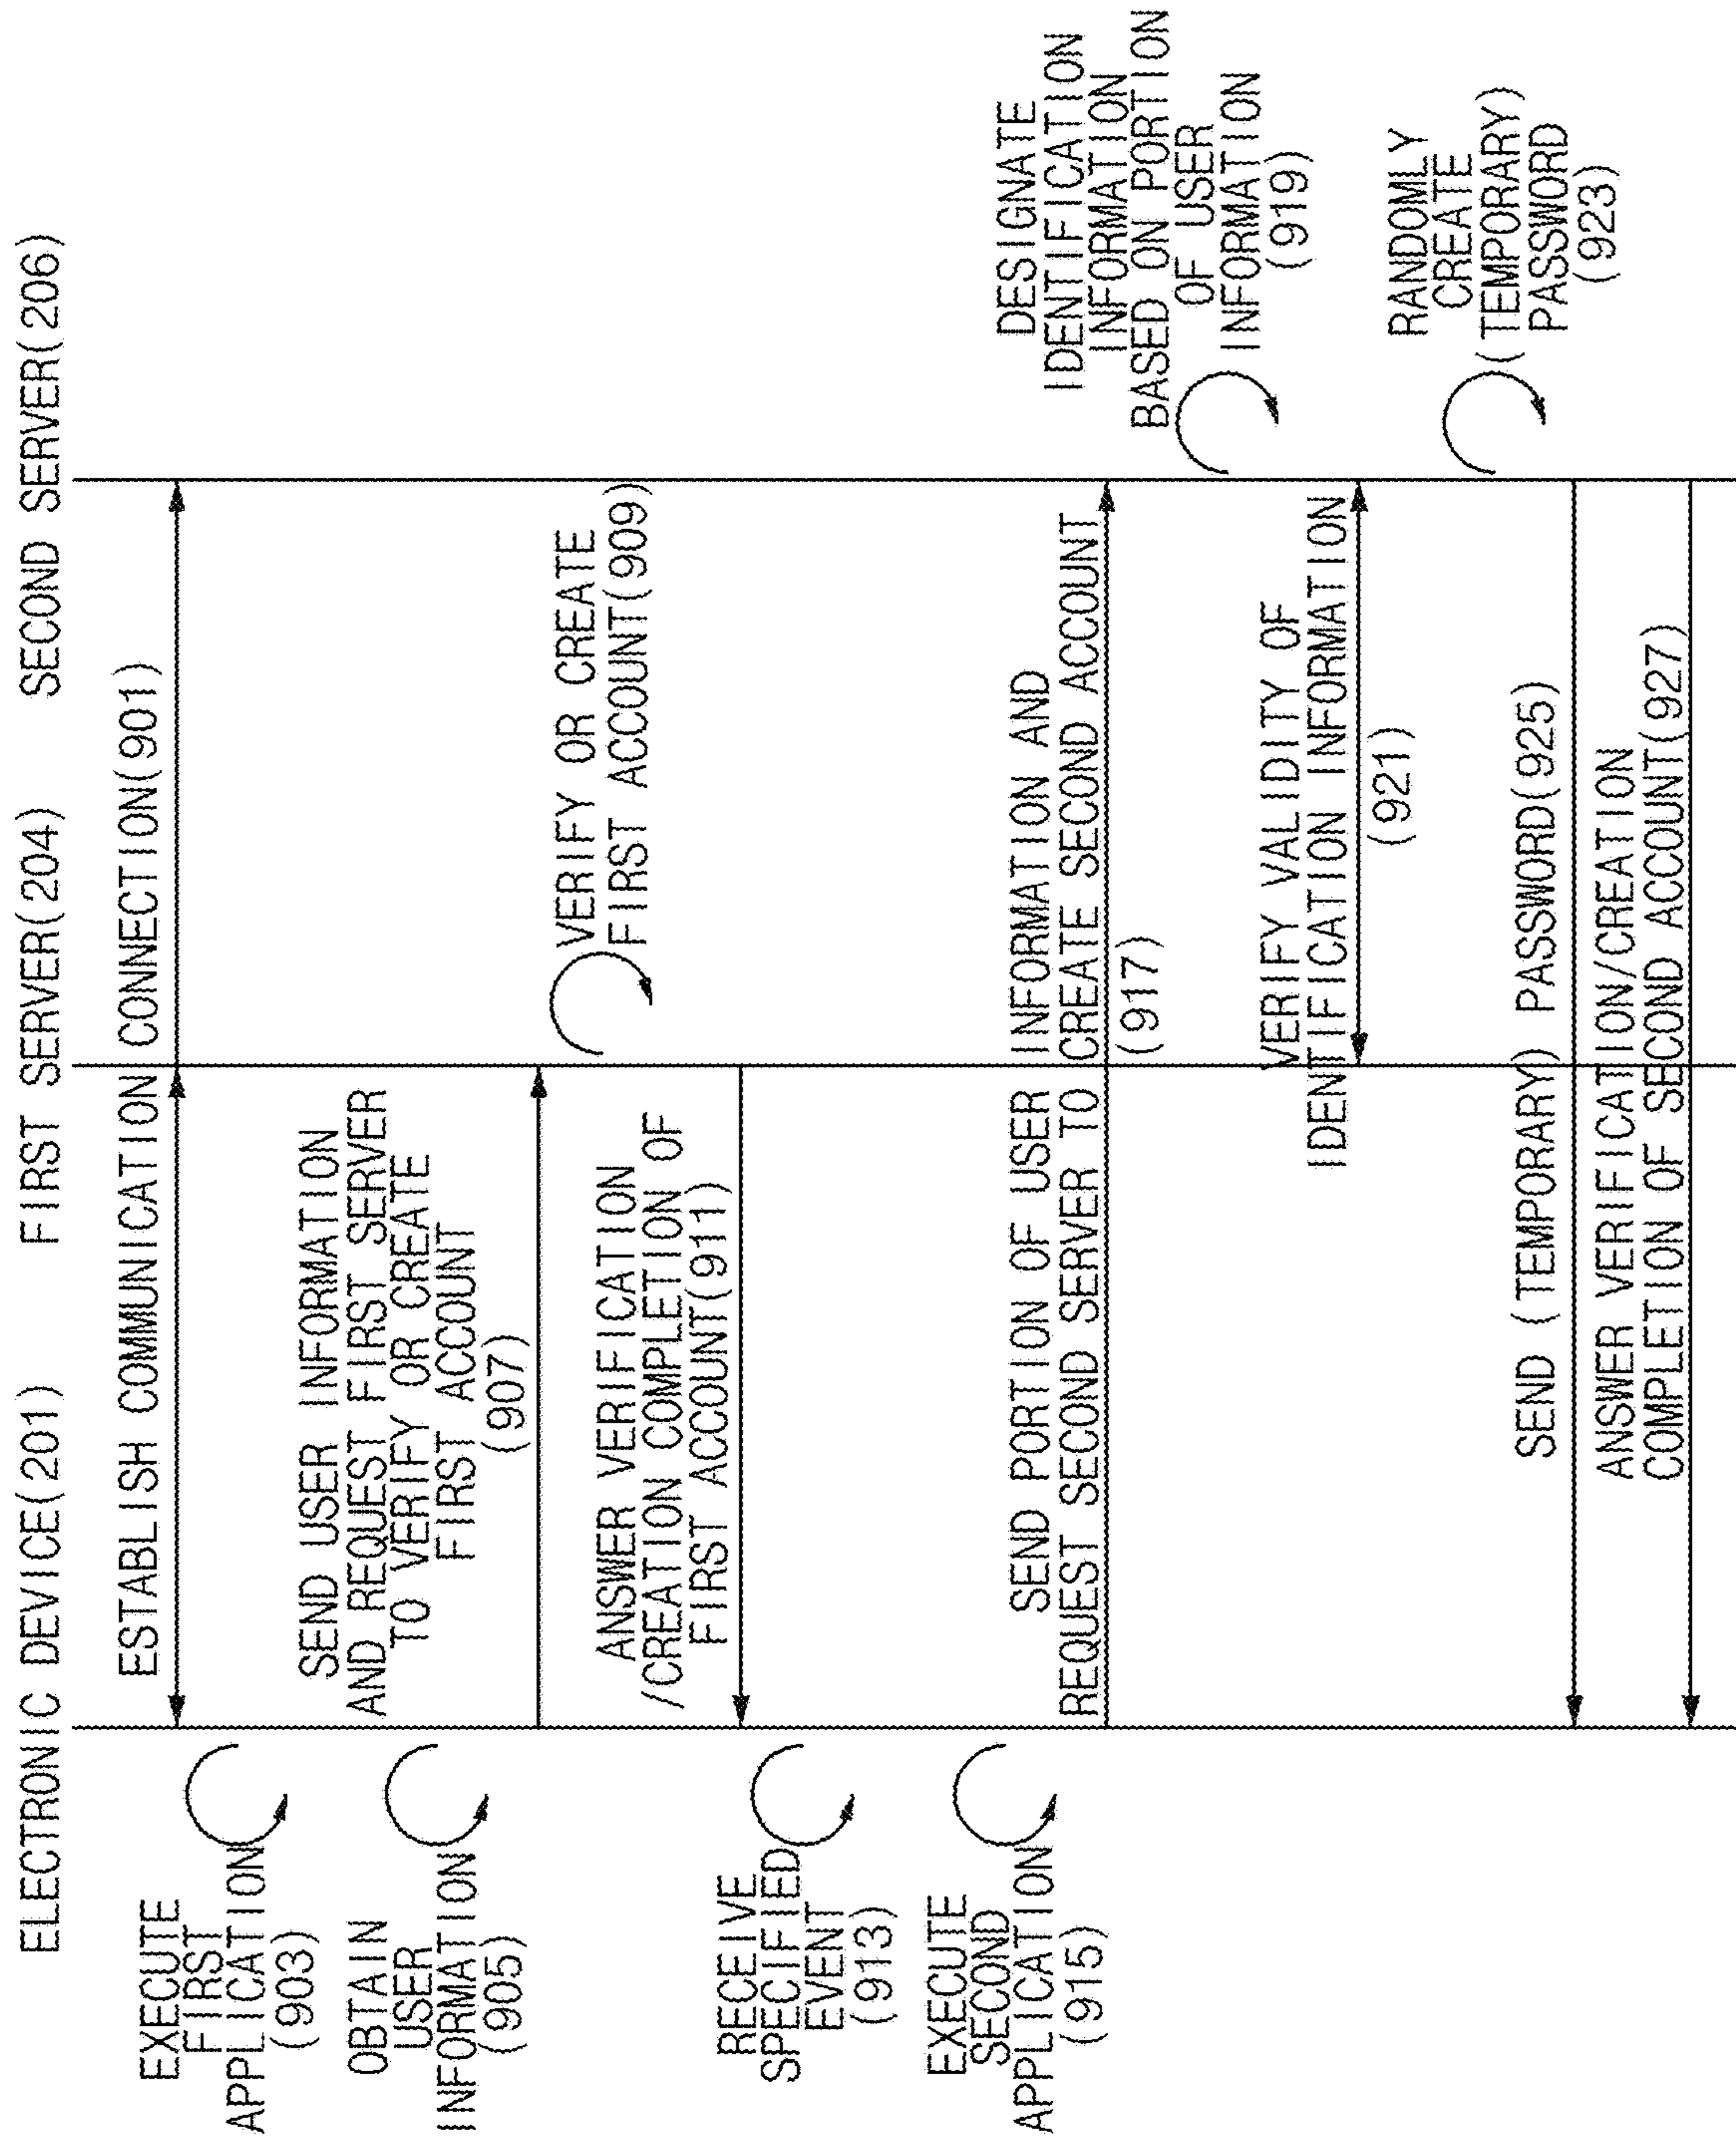 ELECTRONIC DEVICE(201)
FIRST SERVER(204)
SECOND SERVER(206)
ESTABLISH COMMUNICATION CONNECTION(901)
EXECUTE
FIRST
APPLICATION
(903)
OBTAIN
USER
INFORMATION
(905)
SEND USER INFORMATION
AND REQUEST FIRST SERVER
TO VERIFY OR CREATE
FIRST ACCOUNT
(907)
VERIFY OR CREATE
FIRST ACCOUNT(909)
ANSWER VERIFICATION
/CREATION COMPLETION OF
FIRST ACCOUNT(911)
RECEIVE
SPECIFIED
EVENT
(913)
EXECUTE
SECOND
APPLICATION
(915)
SEND PORTION OF USER INFORMATION AND
REQUEST SECOND SERVER TO CREATE SECOND ACCOUNT
(917)
DESIGNATE
IDENTIFICATION
INFORMATION
BASED ON PORTION
OF USER
INFORMATION
(919)
VERIFY VALIDITY OF
IDENTIFICATION INFORMATION
(921)
RANDOMLY
CREATE
(TEMPORARY)
PASSWORD
(923)
SEND (TEMPORARY) PASSWORD(925)
ANSWER VERIFICATION/CREATION
COMPLETION OF SECOND ACCOUNT(927)